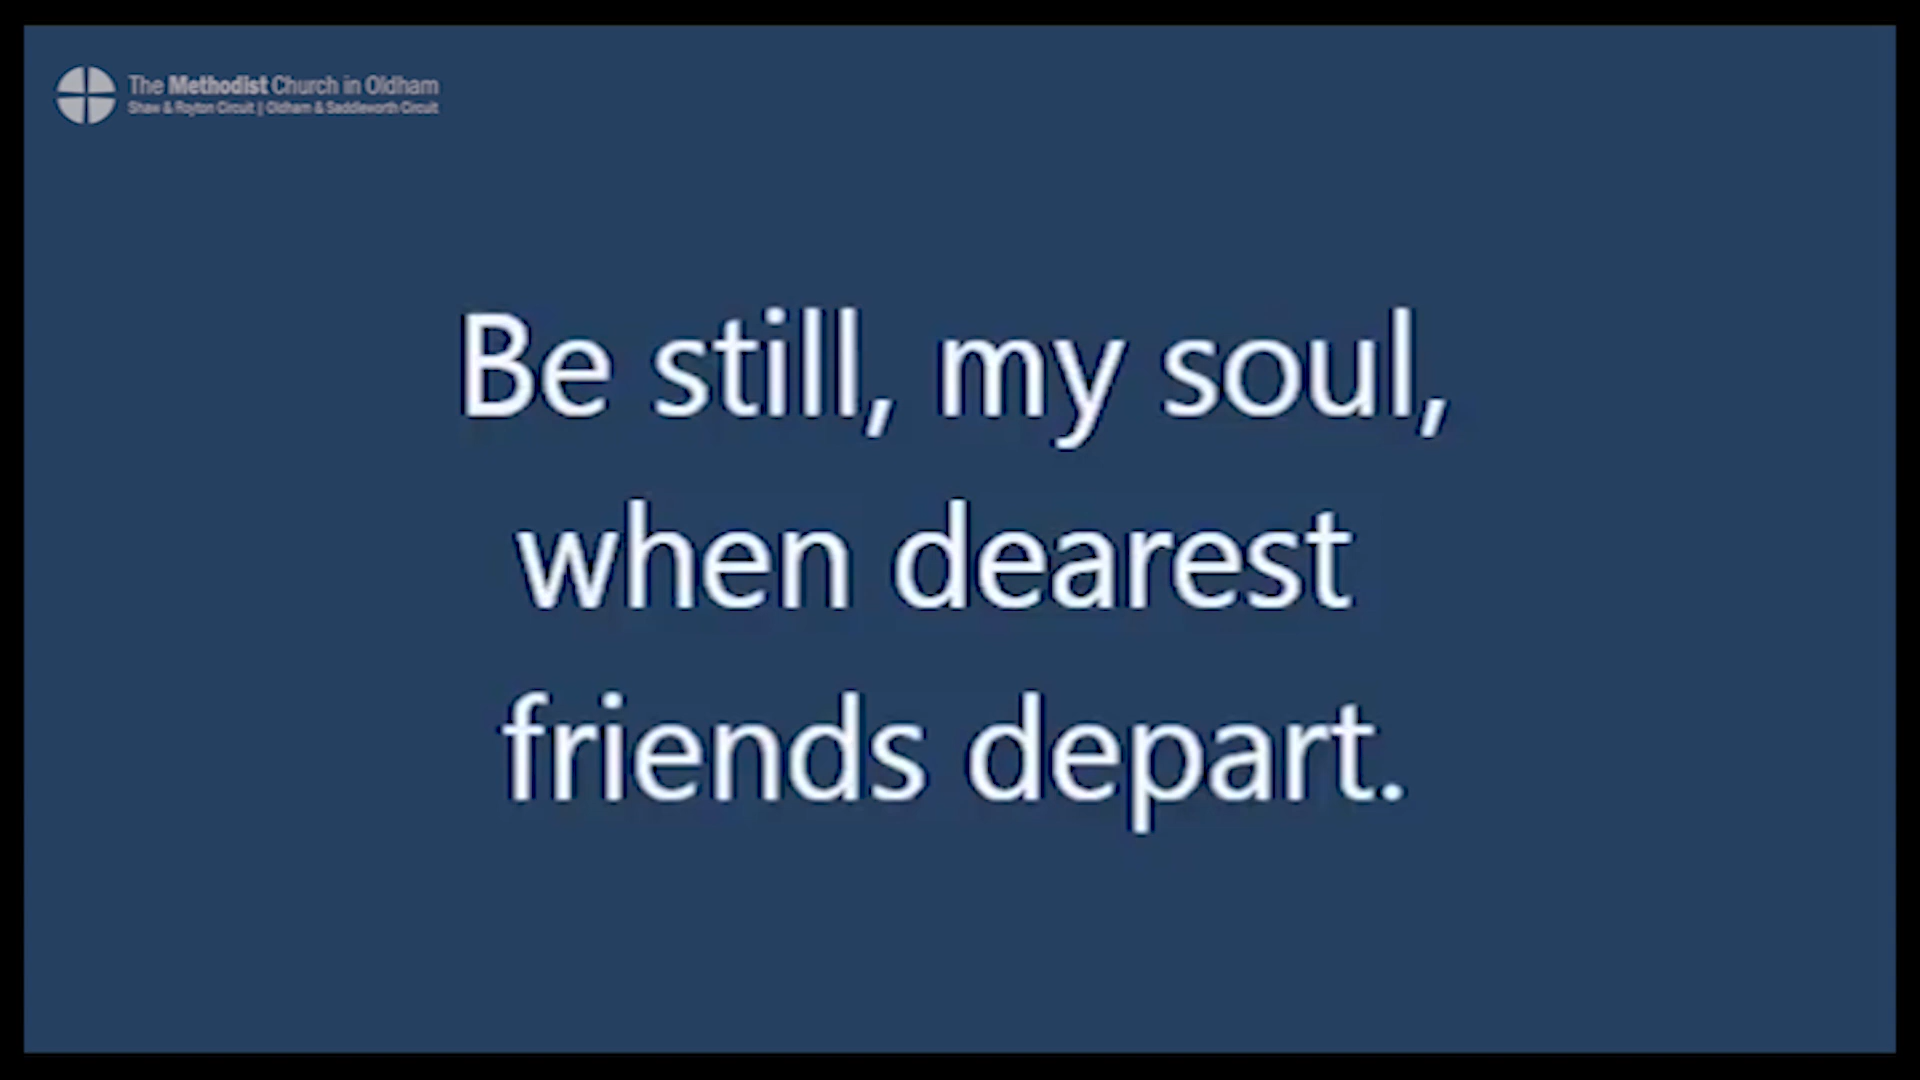 The Methodist Church in Oldham
Shaw & Royton Circuit | Oldham & Saddleworth Circuit
Be still, my soul,
when dearest
friends depart.